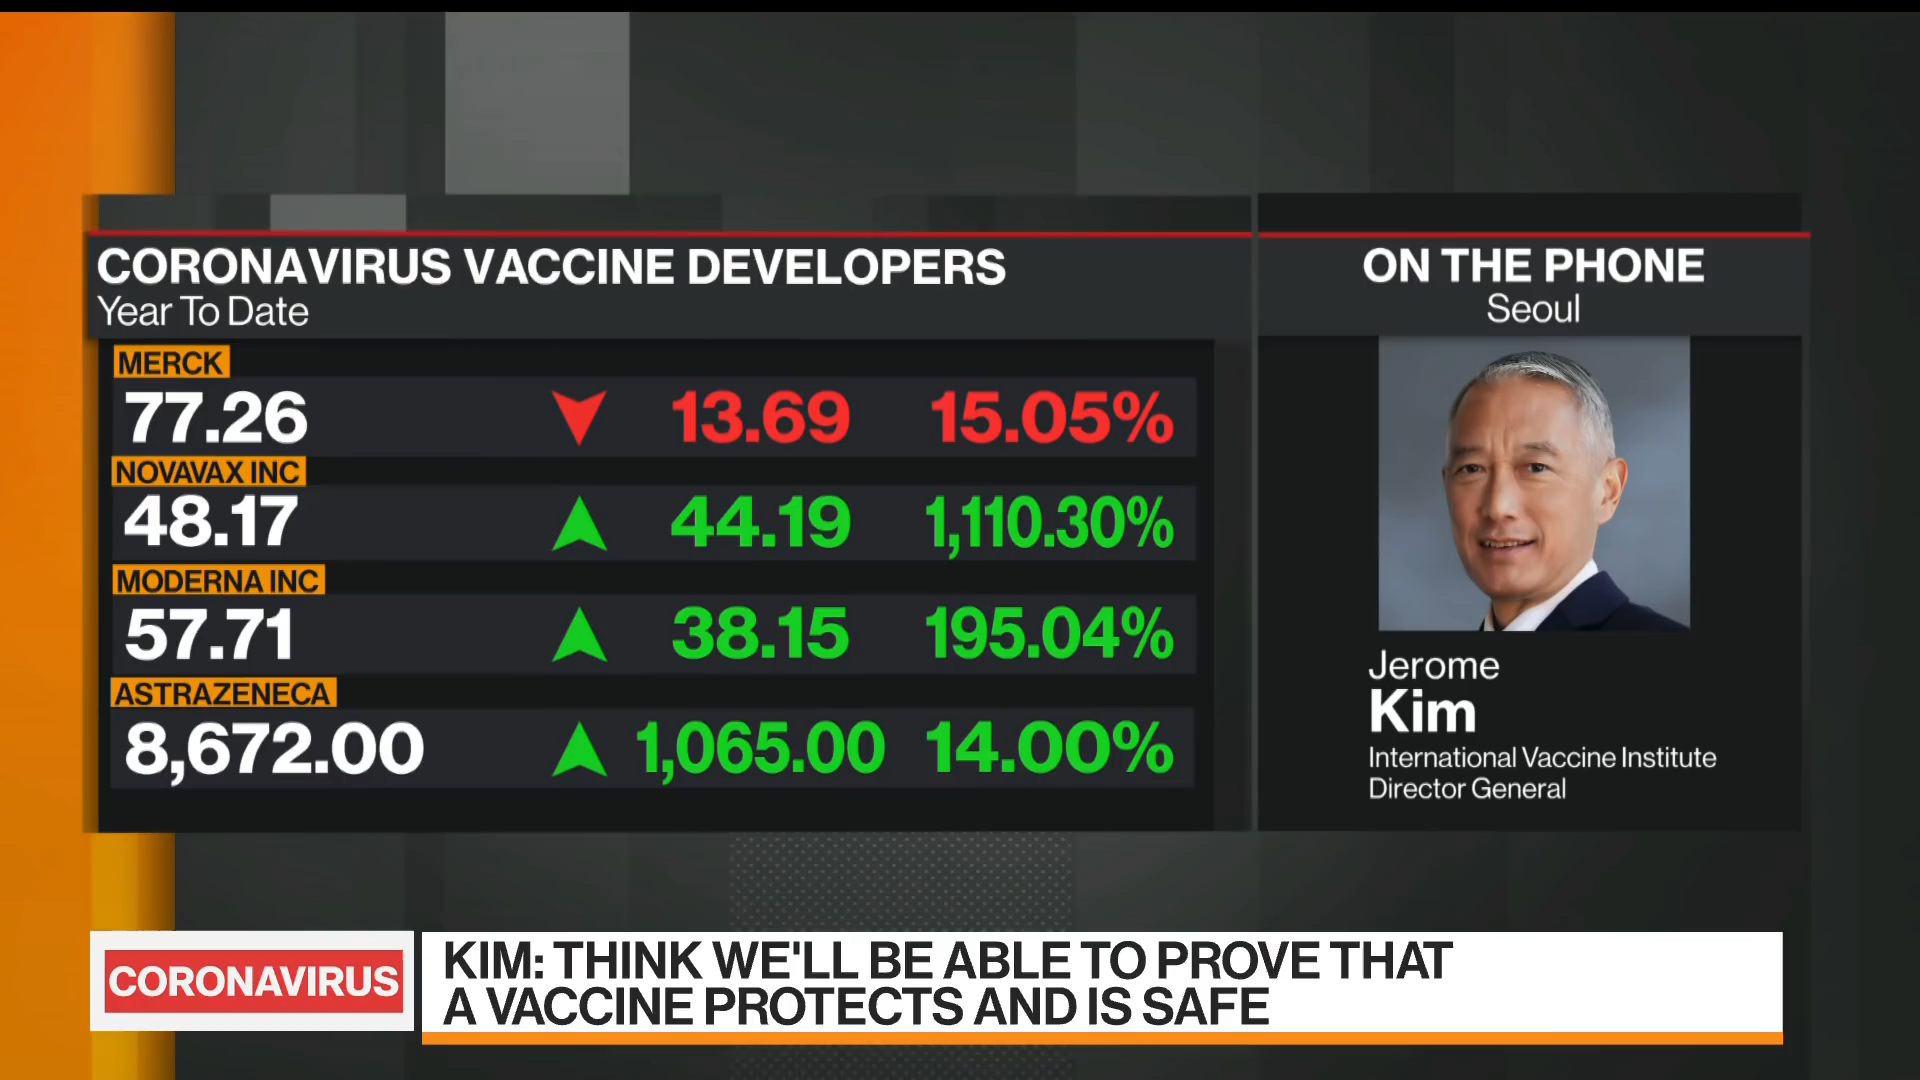 CORONAVIRUS VACCINE DEVELOPERS
Year To Date
MERCK
77.26 13.69 15.05%
NOVAVAX INC
48.17 44.19 1,110.30%
MODERNA INC
57.71 38.15 195.04%
ASTRAZENECA
8,672.00 1,065.00 14.00%
ON THE PHONE
Seoul
Jerome
Kim
International Vaccine Institute
Director General
CORONAVIRUS
KIM: THINK WE'LL BE ABLE TO PROVE THAT
A VACCINE PROTECTS AND IS SAFE